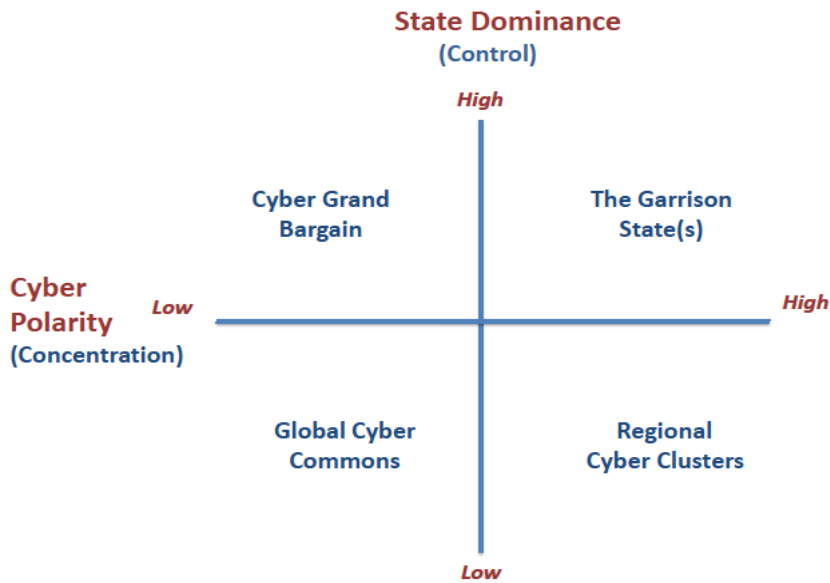 State Dominance
(Control)
High
Cyber Grand
Bargain
The Garrison
State(s)
Cyber
Polarity
(Concentration)
Low
High
Global Cyber
Commons
Regional
Cyber Clusters
Low